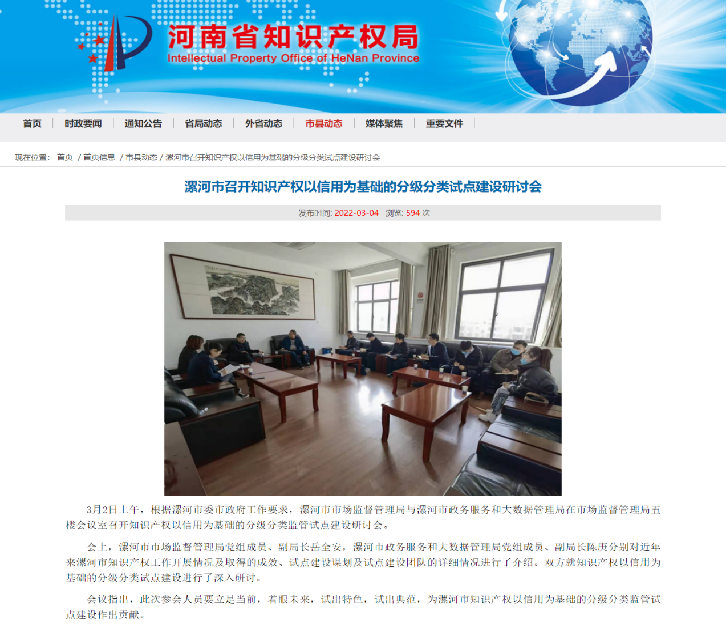 河南省知识产权局
Intellectual Property Office of HeNan Province
首页 时政要闻 通知公告 省局动态 外省动态 市县动态 媒体聚焦 重要文件
现在位置: 首页 / 首页信息 / 市县动态 / 漯河市召开知识产权以信用为基础的分级分类试点建设研讨会
漯河市召开知识产权以信用为基础的分级分类试点建设研讨会
发布时间: 2022-03-04 浏览: 594 次
3月2日上午，根据漯河市委市政府工作要求，漯河市市场监督管理局与漯河市政务服务和大数据管理局在市场监督管理局五
楼会议室召开知识产权以信用为基础的分级分类监管试点建设研讨会。
会上，漯河市市场监督管理局党组成员、副局长岳金安，漯河市政务服务和大数据管理局党组成员、副局长陈 分别对近年
来漯河市知识产权工作开展情况及取得的成效、试点建设谋划及试点建设团队的详细情况进行了介绍。双方就知识产权以信用为
基础的分级分类试点建设进行了深入研讨。
会议指出，此次参会人员要立足当前，着眼未来，试出特色，试出典范，为漯河市知识产权以信用为基础的分级分类监管试
点建设作出贡献。